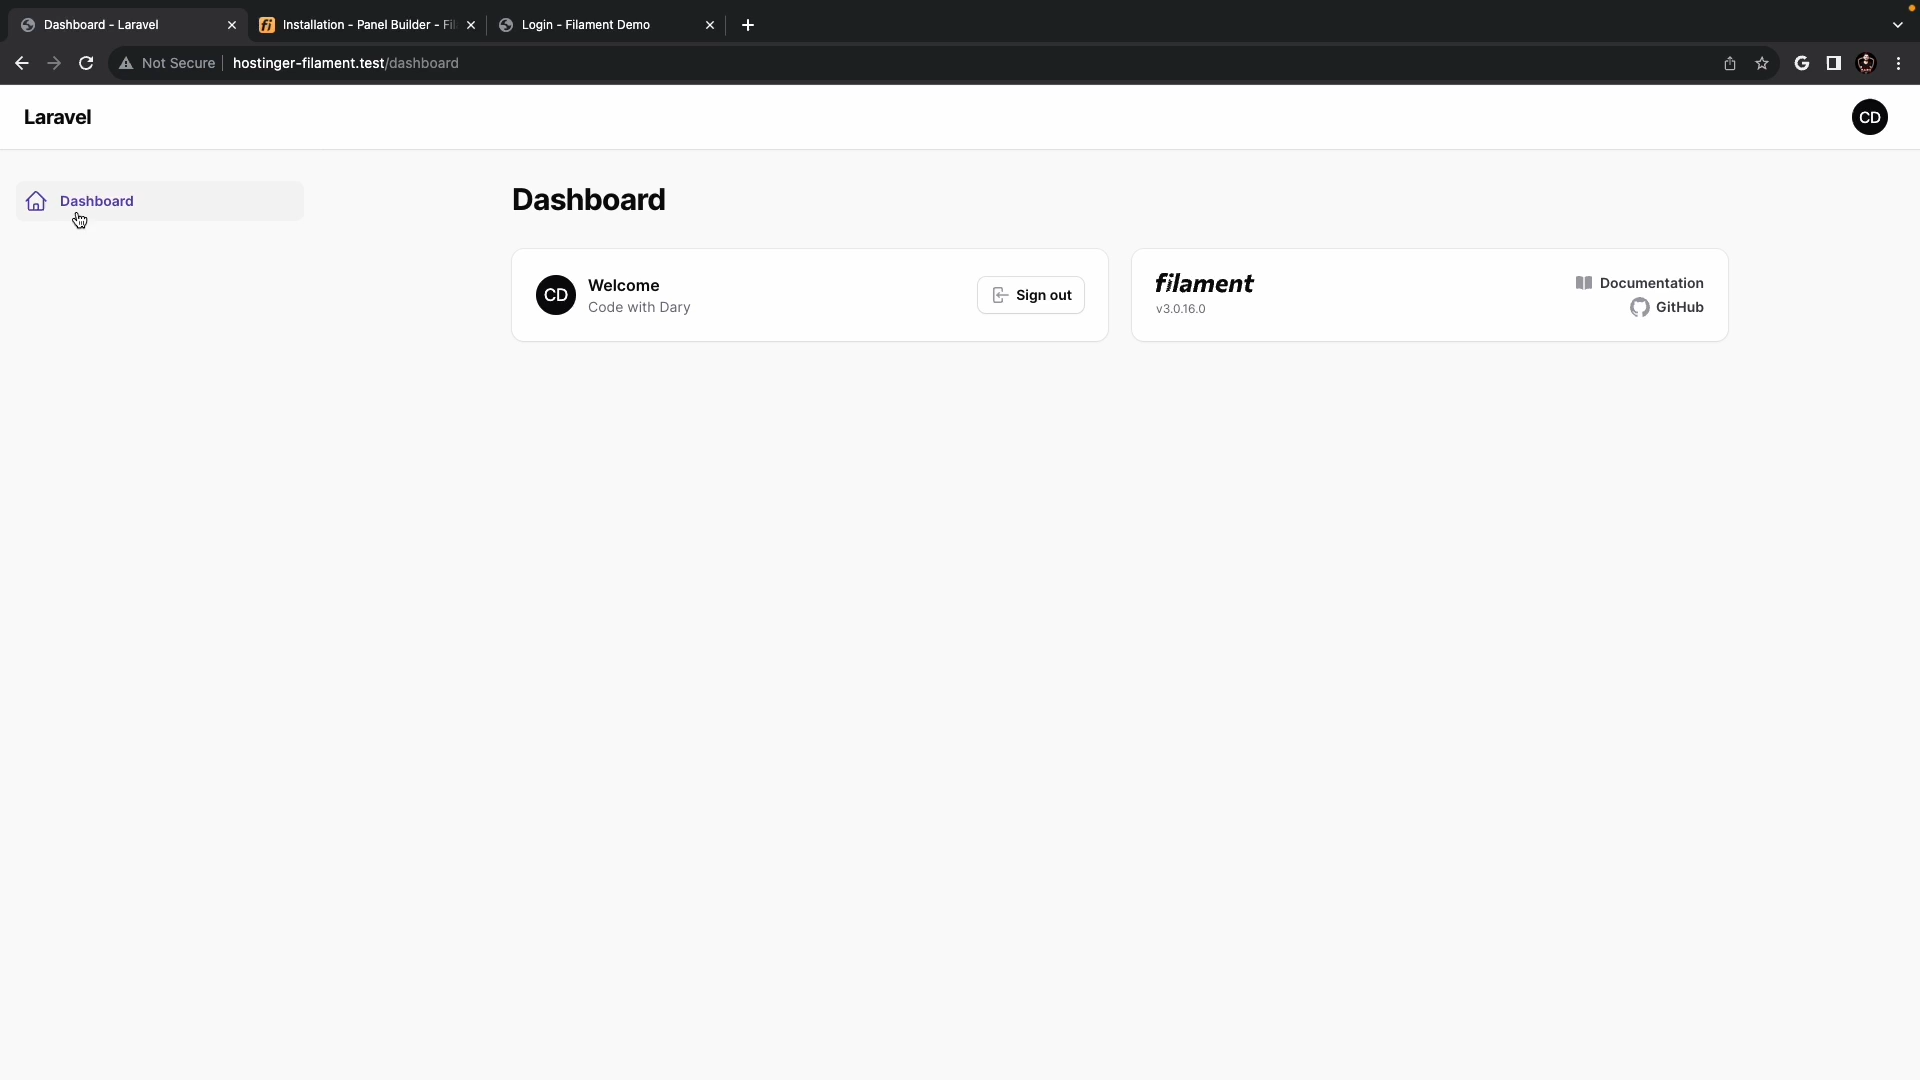 Dashboard - Laravel
Installation - Panel Builder - Fil
Login - Filament Demo
Not Secure
hostinger-filament.test/dashboard
Laravel
CD
Dashboard
Dashboard
CD
Welcome
Code with Dary
Sign out
filament
v3.0.16.0
Documentation
GitHub